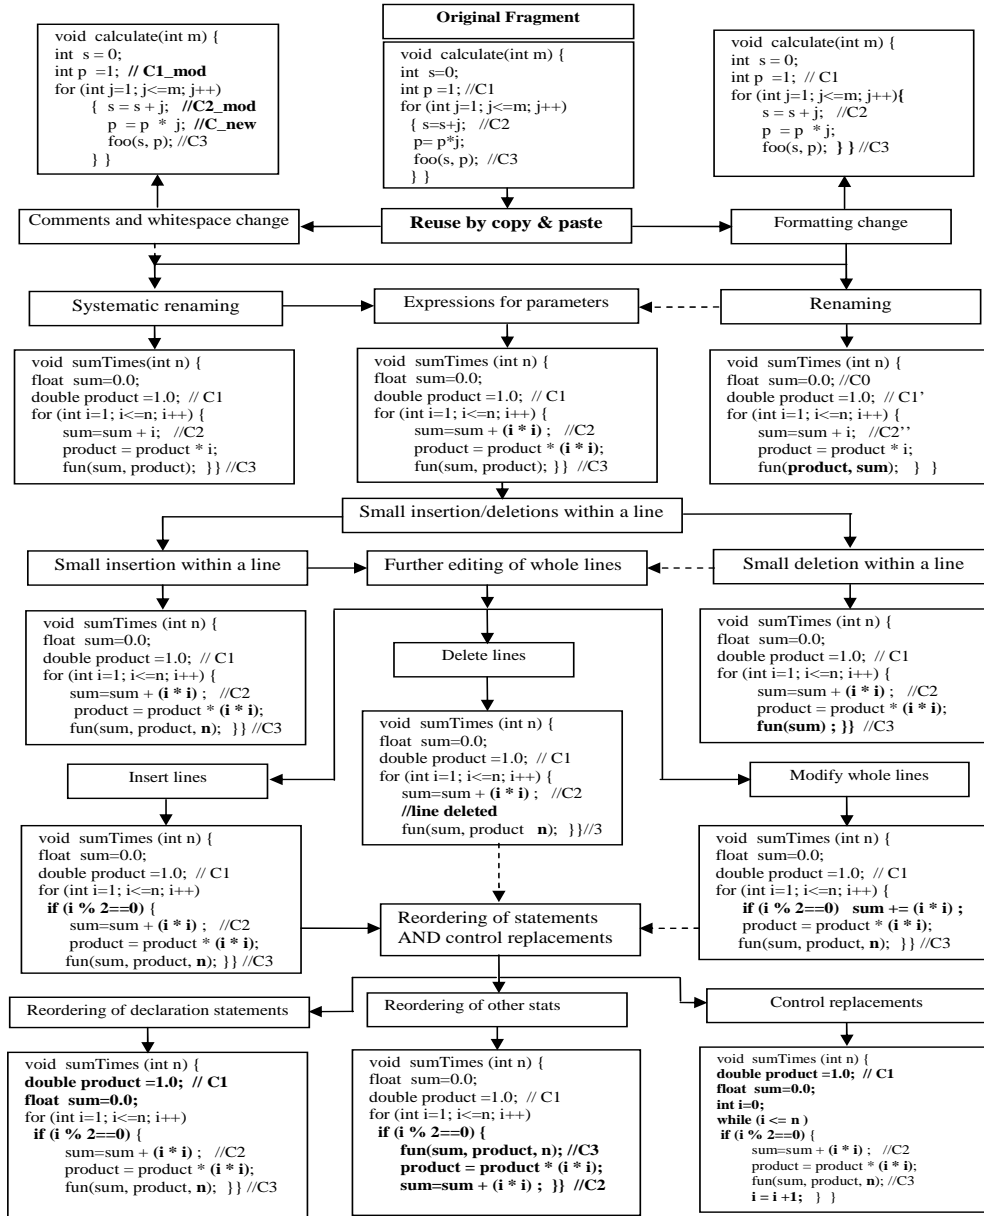 Original Fragment
void calculate(int m) {
int s = 0;
int p =1; // C1_mod
for (int j=1; j<=m; j++)
{ s = s + j; //C2_mod
p = p * j; //C_new
foo(s, p); //C3
} }
void calculate(int m) {
int s=0;
int p =1; //C1
for (int j=1; j<=m; j++)
{ s=s+j; //C2
p= p*j;
foo(s, p); //C3
} }
void calculate(int m) {
int s = 0;
int p =1; // C1
for (int j=1; j<=m; j++){
s = s + j; //C2
p = p * j;
foo(s, p); } } //C3
Comments and whitespace change
Reuse by copy & paste
Formatting change
Systematic renaming
Expressions for parameters
Renaming
void sumTimes(int n) {
float sum=0.0;
double product =1.0; // C1
for (int i=1; i<=n; i++) {
sum=sum + i; //C2
product = product * i;
fun(sum, product); }} //C3
void sumTimes (int n) {
float sum=0.0;
double product =1.0; // C1
for (int i=1; i<=n; i++) {
sum=sum + (i * i) ; //C2
product = product * (i * i);
fun(sum, product); }} //C3
void sumTimes (int n) {
float sum=0.0; //C0
double product =1.0; // C1’
for (int i=1; i<=n; i++) {
sum=sum + i; //C2’’
product = product * i;
fun(product, sum); } }
Small insertion/deletions within a line
Small insertion within a line
Further editing of whole lines
Small deletion within a line
void sumTimes (int n) {
float sum=0.0;
double product =1.0; // C1
for (int i=1; i<=n; i++) {
sum=sum + (i * i) ; //C2
product = product * (i * i);
fun(sum, product, n); }} //C3
Delete lines
void sumTimes (int n) {
float sum=0.0;
double product =1.0; // C1
for (int i=1; i<=n; i++) {
sum=sum + (i * i) ; //C2
//line deleted
fun(sum, product n); }}//3
void sumTimes (int n) {
float sum=0.0;
double product =1.0; // C1
for (int i=1; i<=n; i++) {
sum=sum + (i * i) ; //C2
product = product * (i * i);
fun(sum) ; }} //C3
Insert lines
Modify whole lines
void sumTimes (int n) {
float sum=0.0;
double product =1.0; // C1
for (int i=1; i<=n; i++)
if (i % 2==0) {
sum=sum + (i * i) ; //C2
product = product * (i * i);
fun(sum, product, n); }} //C3
Reordering of statements
AND control replacements
void sumTimes (int n) {
float sum=0.0;
double product =1.0; // C1
for (int i=1; i<=n; i++) {
if (i % 2==0) sum += (i * i) ;
product = product * (i * i);
fun(sum, product, n); }} //C3
Reordering of declaration statements
Reordering of other stats
Control replacements
void sumTimes (int n) {
double product =1.0; // C1
float sum=0.0;
for (int i=1; i<=n; i++)
if (i % 2==0) {
sum=sum + (i * i) ; //C2
product = product * (i * i);
fun(sum, product, n); }} //C3
void sumTimes (int n) {
float sum=0.0;
double product =1.0; // C1
for (int i=1; i<=n; i++)
if (i % 2==0) {
fun(sum, product, n); //C3
product = product * (i * i);
sum=sum + (i * i) ; }} //C2
void sumTimes (int n) {
double product =1.0; // C1
float sum=0.0;
int i=0;
while (i <= n )
if (i % 2==0) {
sum=sum + (i * i) ; //C2
product = product * (i * i);
fun(sum, product, n); //C3
i = i +1; } }